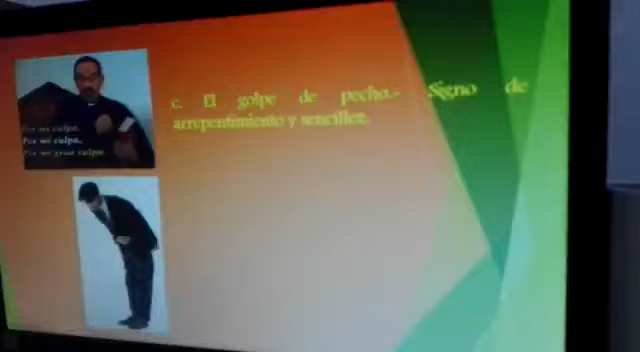 c. El golpe de pecho.- Signo de
arrepentimiento y sencillez.
Por mi culpa,
Por mi culpa,
Por mi gran culpa